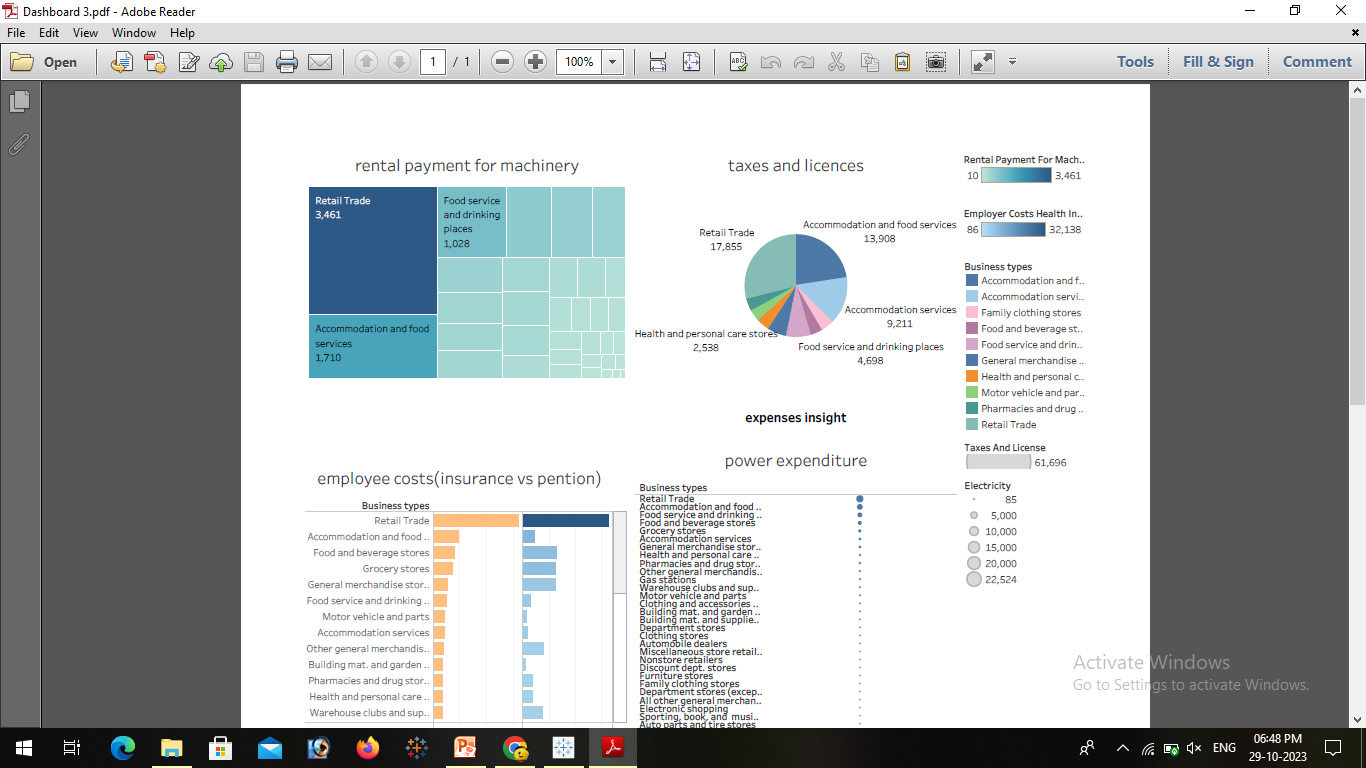 Dashboard 3.pdf - Adobe Reader
File Edit View Window Help
Open
1 / 1
100%
Tools Fill & Sign Comment
rental payment for machinery
Retail Trade
3,461
Food service
and drinking
places
1,028
Accommodation and food
services
1,710
taxes and licences
Accommodation and food services
13,908
Retail Trade
17,855
Accommodation services
9,211
Health and personal care stores
2,538
Food service and drinking places
4,698
Rental Payment For Mach..
10 3,461
Employer Costs Health In..
86 32,138
Business types
Accommodation and f..
Accommodation servi..
Family clothing stores
Food and beverage st..
Food service and drin..
General merchandise ..
Health and personal c..
Motor vehicle and par..
Pharmacies and drug ..
Retail Trade
Taxes And License
61,696
Electricity
85
5,000
10,000
15,000
20,000
22,524
expenses insight
employee costs(insurance vs pention)
Business types
Retail Trade
Accommodation and food ..
Food and beverage stores
Grocery stores
General merchandise stor..
Food service and drinking ..
Motor vehicle and parts
Accommodation services
Other general merchandis..
Building mat. and garden ..
Pharmacies and drug stor..
Health and personal care ..
Warehouse clubs and sup..
power expenditure
Business types
Retail Trade
Accommodation and food ..
Food service and drinking ..
Food and beverage stores
Grocery stores
Accommodation services
General merchandise stor..
Health and personal care ..
Pharmacies and drug stor..
Other general merchandis..
Gas stations
Warehouse clubs and sup..
Motor vehicle and parts
Clothing and accessories ..
Building mat. and garden ..
Building mat. and supplie..
Department stores
Clothing stores
Automobile dealers
Miscellaneous store retail..
Nonstore retailers
Discount dept. stores
Furniture stores
Family clothing stores
Department stores (excep..
All other general merchan..
Electronic shopping
Sporting, book, and musi..
Auto parts and tire stores
Activate Windows
Go to Settings to activate Windows.
ENG
06:48 PM
29-10-2023